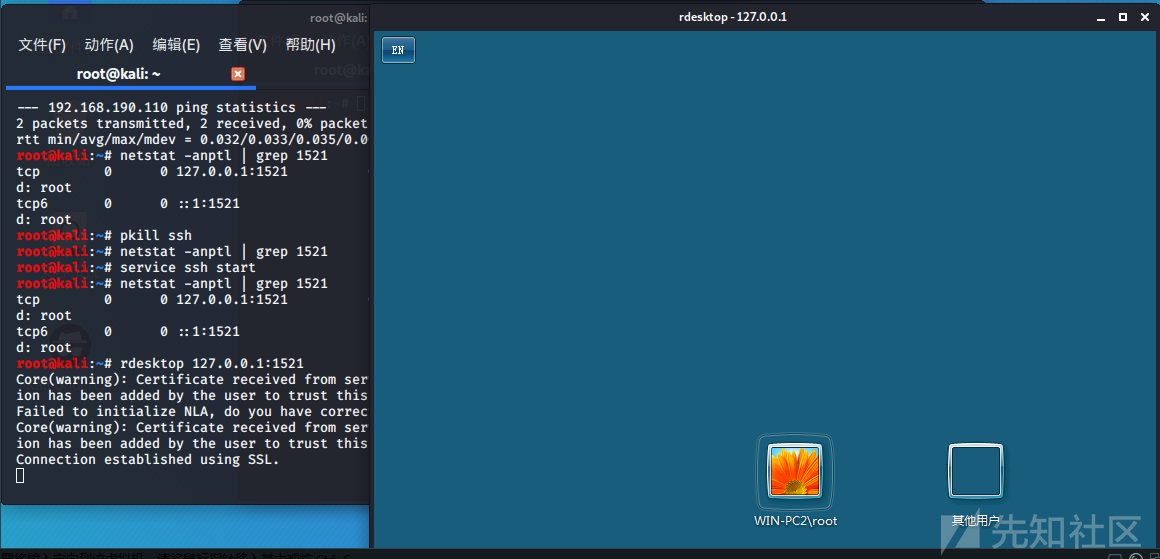 root@kali:
文件(F) 动作(A) 编辑(E) 查看(V) 帮助(H)
root@kali: ~
--- 192.168.190.110 ping statistics ---
2 packets transmitted, 2 received, 0% packet
rtt min/avg/max/mdev = 0.032/0.033/0.035/0.0
root@kali:~# netstat -anptl | grep 1521
tcp 0 0 127.0.0.1:1521
d: root
tcp6 0 0 ::1:1521
d: root
root@kali:~# pkill ssh
root@kali:~# netstat -anptl | grep 1521
root@kali:~# service ssh start
root@kali:~# netstat -anptl | grep 1521
tcp 0 0 127.0.0.1:1521
d: root
tcp6 0 0 ::1:1521
d: root
root@kali:~# rdesktop 127.0.0.1:1521
Core(warning): Certificate received from ser
ion has been added by the user to trust this
Failed to initialize NLA, do you have correc
Core(warning): Certificate received from ser
ion has been added by the user to trust this
Connection established using SSL.
rdesktop - 127.0.0.1
EN
WIN-PC2\root
其他用户
先知社区